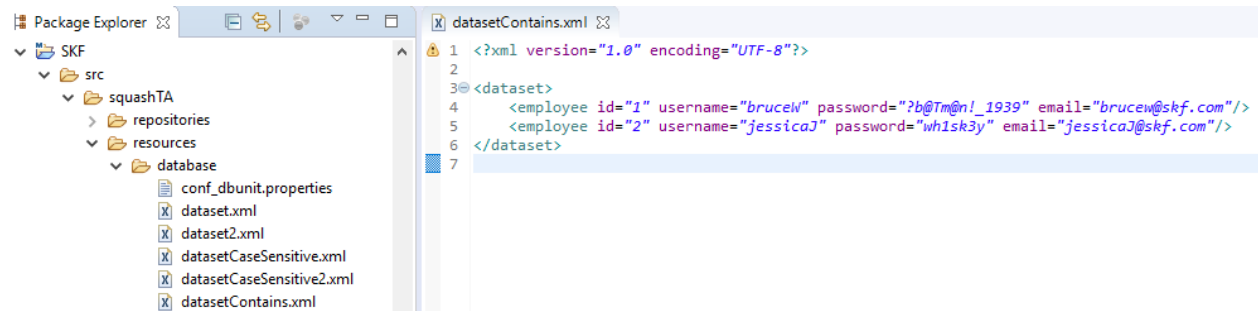 Package Explorer
SKF
src
squashTA
repositories
resources
database
conf_dbunit.properties
dataset.xml
dataset2.xml
datasetCaseSensitive.xml
datasetCaseSensitive2.xml
datasetContains.xml
datasetContains.xml
1 <?xml version="1.0" encoding="UTF-8"?>
2
3 <dataset>
4 <employee id="1" username="bruceW" password="?b@Tm@n!_1939" email="brucew@skf.com"/>
5 <employee id="2" username="jessicaJ" password="wh1sk3y" email="jessicaJ@skf.com"/>
6 </dataset>
7